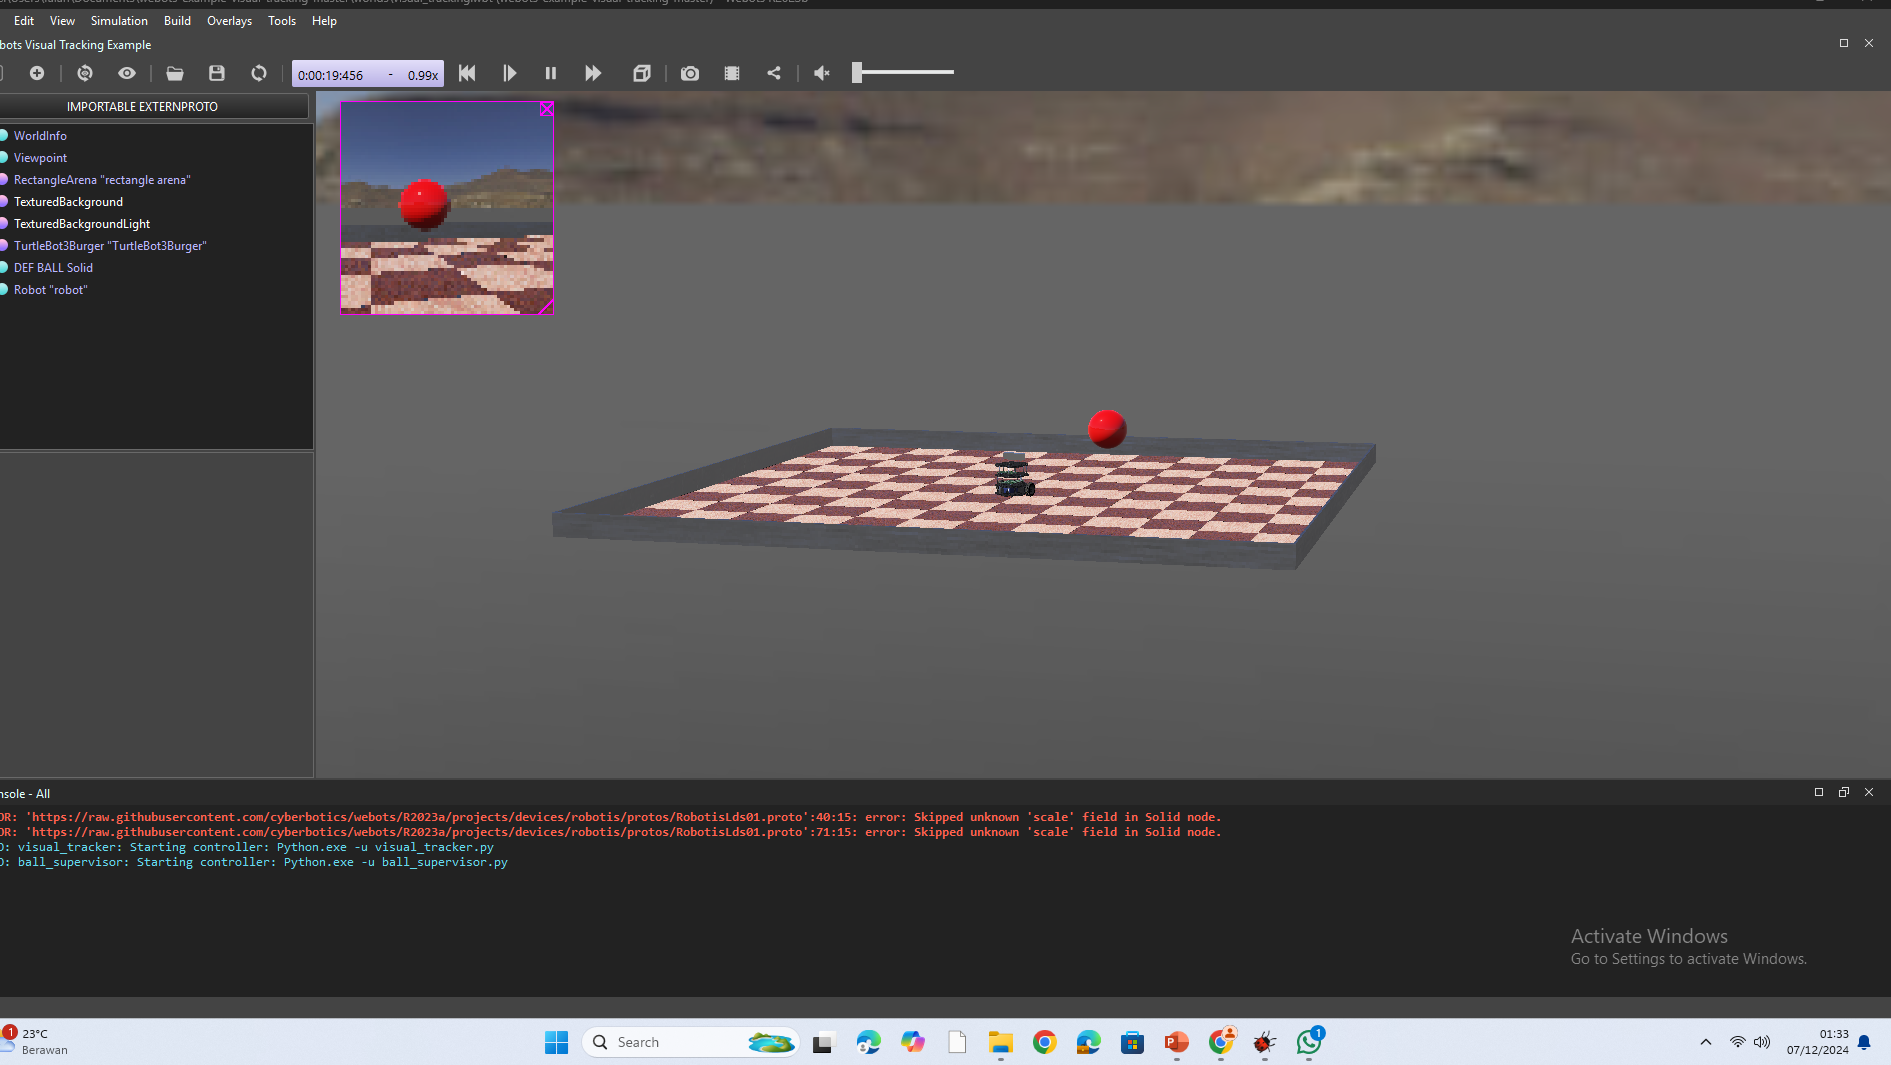 Edit View Simulation Build Overlays Tools Help
bots Visual Tracking Example
0:00:19:456 - 0.99x
IMPORTABLE EXTERNPROTO
WorldInfo
Viewpoint
RectangleArena "rectangle arena"
TexturedBackground
TexturedBackgroundLight
TurtleBot3Burger "TurtleBot3Burger"
DEF BALL Solid
Robot "robot"
nsole - All
OR: 'https://raw.githubusercontent.com/cyberbotics/webots/R2023a/projects/devices/robotis/protos/RobotisLds01.proto':40:15: error: Skipped unknown 'scale' field in Solid node.
OR: 'https://raw.githubusercontent.com/cyberbotics/webots/R2023a/projects/devices/robotis/protos/RobotisLds01.proto':71:15: error: Skipped unknown 'scale' field in Solid node.
O: visual_tracker: Starting controller: Python.exe -u visual_tracker.py
O: ball_supervisor: Starting controller: Python.exe -u ball_supervisor.py
Activate Windows
Go to Settings to activate Windows.
1
23°C
Berawan
Search
P
1
01:33
07/12/2024